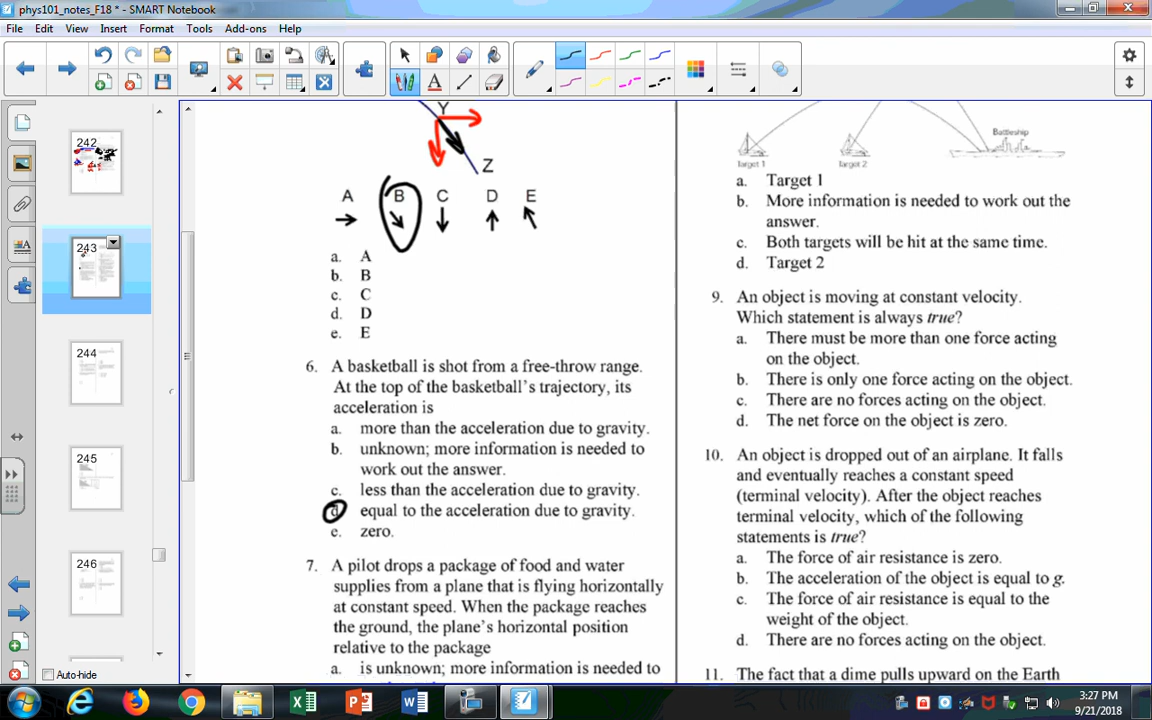 phys101_notes_F18 * - SMART Notebook
File Edit View Insert Format Tools Add-ons Help
242
243
244
245
246
Auto-hide
Y
Z
A B C D E
a. A
b. B
c. C
d. D
e. E
6. A basketball is shot from a free-throw range.
At the top of the basketball's trajectory, its
acceleration is
a. more than the acceleration due to gravity.
b. unknown; more information is needed to
work out the answer.
c. less than the acceleration due to gravity.
d equal to the acceleration due to gravity.
e. zero.
7. A pilot drops a package of food and water
supplies from a plane that is flying horizontally
at constant speed. When the package reaches
the ground, the plane's horizontal position
relative to the package
a. is unknown; more information is needed to
Battleship
Target 1 Target 2
a. Target 1
b. More information is needed to work out the
answer.
c. Both targets will be hit at the same time.
d. Target 2
9. An object is moving at constant velocity.
Which statement is always true?
a. There must be more than one force acting
on the object.
b. There is only one force acting on the object.
c. There are no forces acting on the object.
d. The net force on the object is zero.
10. An object is dropped out of an airplane. It falls
and eventually reaches a constant speed
(terminal velocity). After the object reaches
terminal velocity, which of the following
statements is true?
a. The force of air resistance is zero.
b. The acceleration of the object is equal to g.
c. The force of air resistance is equal to the
weight of the object.
d. There are no forces acting on the object.
11. The fact that a dime pulls upward on the Earth
3:27 PM
9/21/2018